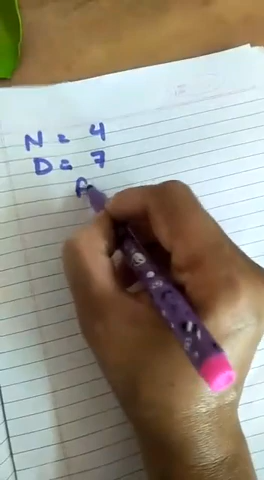 N = 4
D = 7